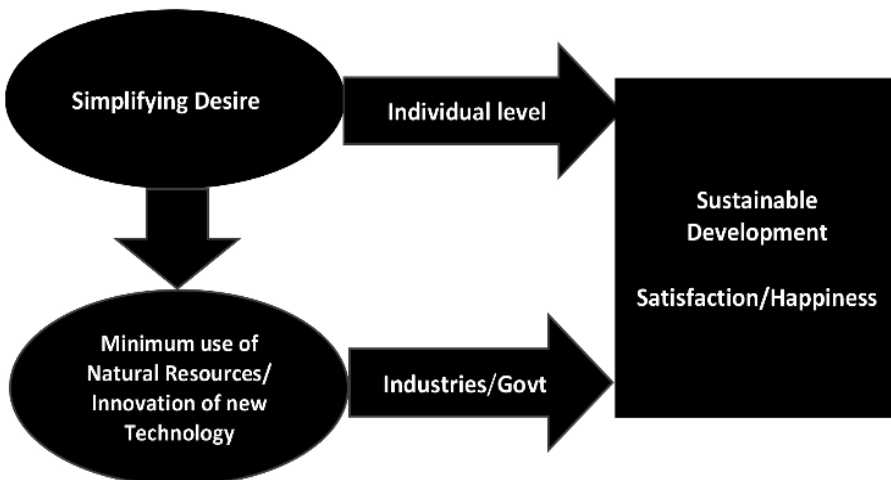 Simplifying Desire
Individual level
Sustainable
Development
Satisfaction/Happiness
Minimum use of
Natural Resources/
Innovation of new
Technology
Industries/Govt